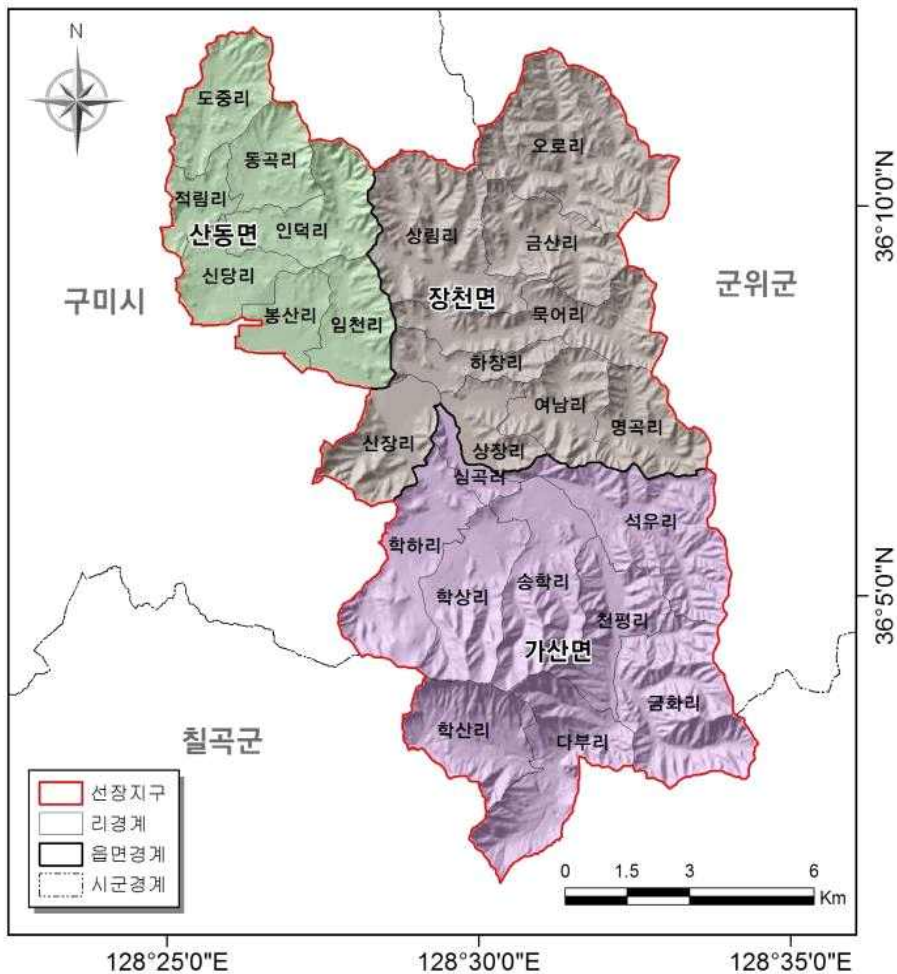 N
도중리
동곡리
오로리
적림리
36°10'0"N
산동면
인덕리
상림리
금산리
신당리
군위군
구미시
장천면
봉산리
임천리
묵어리
하장리
여남리
명곡리
신장리
상장리
심곡리
석우리
학하리
송학리
학상리
36°5'0"N
천평리
가산면
금화리
학산리
다부리
칠곡군
선장지구
리경계
읍면경계
시군경계
0 1.5 3 6
Km
128°25'0"E 128°30'0"E 128°35'0"E